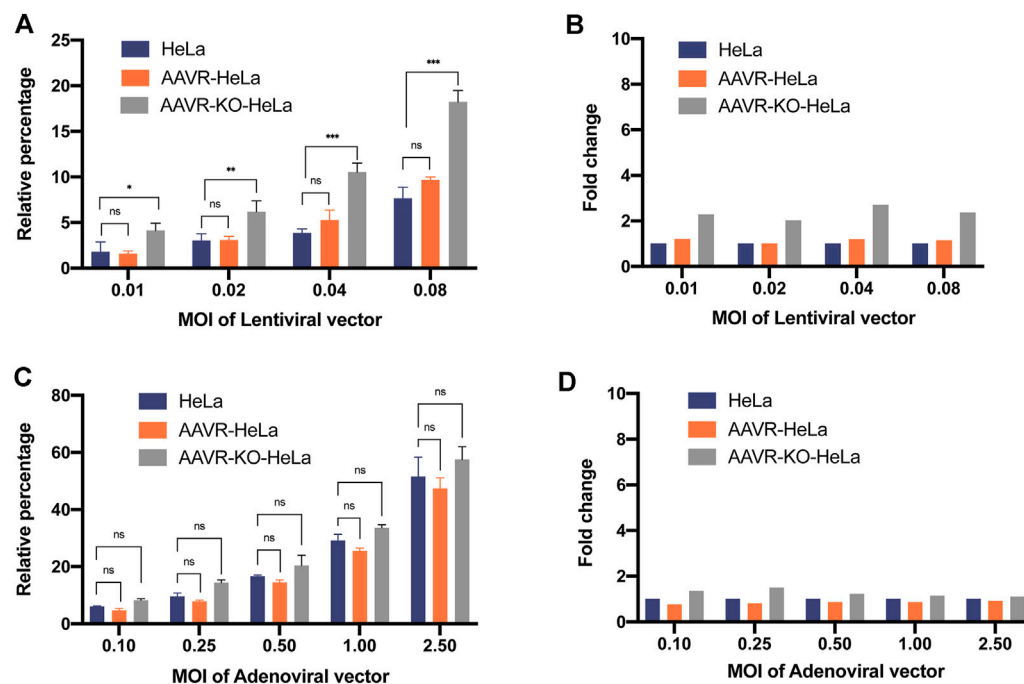 A
25
20
15
10
5
0
Relative percentage
HeLa
AAVR-HeLa
AAVR-KO-HeLa
*
ns
**
ns
***
ns
***
ns
0.01 0.02 0.04 0.08
MOI of Lentiviral vector
B
10
8
6
4
2
0
Fold change
HeLa
AAVR-HeLa
AAVR-KO-HeLa
0.01 0.02 0.04 0.08
MOI of Lentiviral vector
C
80
60
40
20
0
Relative percentage
HeLa
AAVR-HeLa
AAVR-KO-HeLa
ns
ns
ns
ns
ns
ns
ns
ns
ns
ns
0.10 0.25 0.50 1.00 2.50
MOI of Adenoviral vector
D
10
8
6
4
2
0
Fold change
HeLa
AAVR-HeLa
AAVR-KO-HeLa
0.10 0.25 0.50 1.00 2.50
MOI of Adenoviral vector